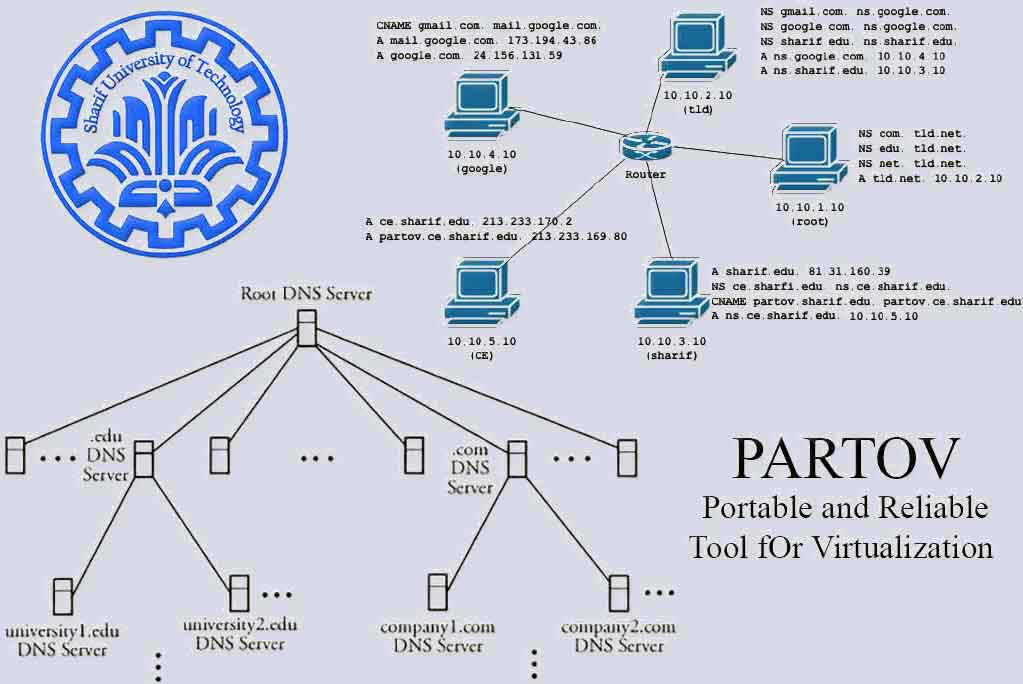 Sharif University of Technology
CNAME gmail.com. mail.google.com.
A mail.google.com. 173.194.43.86
A google.com. 24.156.131.59
10.10.4.10
(google)
NS gmail.com. ns.google.com.
NS google com. ns.google.com.
NS sharif edu. ns.sharif.edu.
A ns.google.com. 10.10.4 10
A ns.sharif.edu. 10.10.3.10
10.10.2.10
(tld)
Router
NS com. tld.net.
NS edu. tld.net.
NS net. tld.net.
A tld.net. 10.10.2.10
10.10.1.10
(root)
A ce.sharif.edu. 213.233.170.2
A partov.ce.sharif.edu. 213.233.169.80
10.10.5.10
(CE)
A sharif.edu. 81.31.160.39
NS ce.sharfi.edu ns.ce.sharif.edu.
CNAME partov.sharif.edu. partov.ce.sharif.edu
A ns.ce.sharif.edu. 10.10.5.10
10.10.3.10
(sharif)
Root DNS Server
.edu
DNS
Server
.com
DNS
Server
university1.edu
DNS Server
university2.edu
DNS Server
company1.com
DNS Server
company2.com
DNS Server
PARTOV
Portable and Reliable
Tool fOr Virtualization